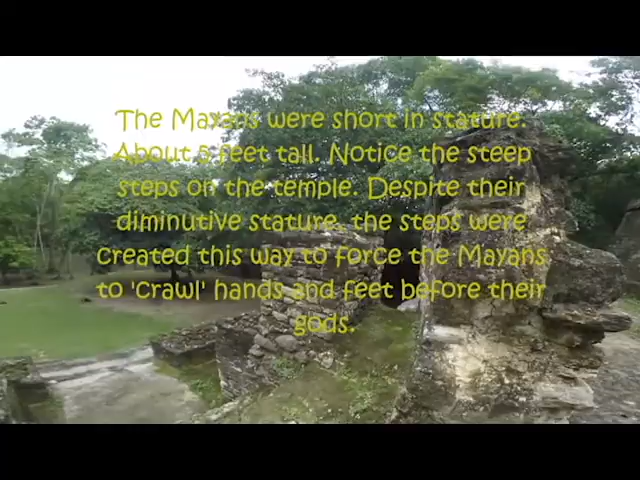 The Mayans were short in stature.
About 5 feet tall. Notice the steep
steps on the temple. Despite their
diminutive stature, the steps were
created this way to force the Mayans
to 'crawl' hands and feet before their
gods.